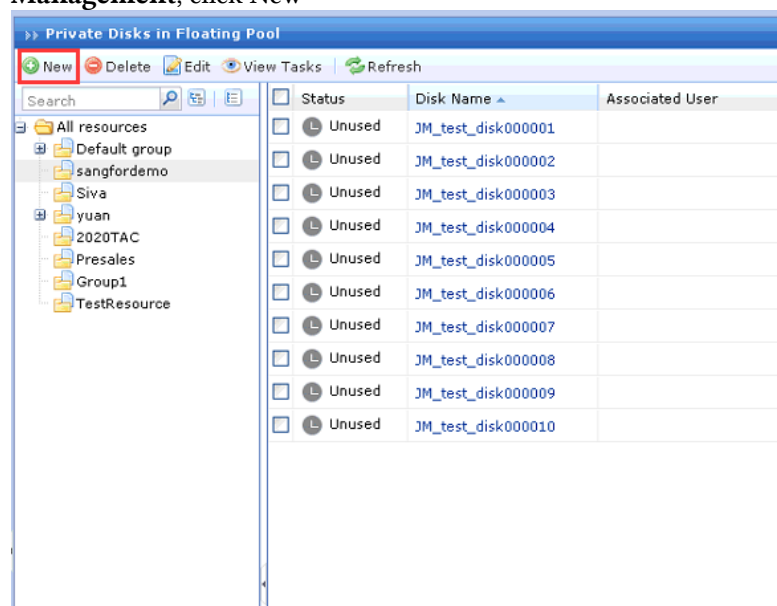 Management, click New
Private Disks in Floating Pool
New Delete Edit View Tasks Refresh
Search
All resources
Default group
sangfordemo
Siva
yuan
2020TAC
Presales
Group1
TestResource
Status Disk Name Associated User
Unused JM_test_disk000001
Unused JM_test_disk000002
Unused JM_test_disk000003
Unused JM_test_disk000004
Unused JM_test_disk000005
Unused JM_test_disk000006
Unused JM_test_disk000007
Unused JM_test_disk000008
Unused JM_test_disk000009
Unused JM_test_disk000010